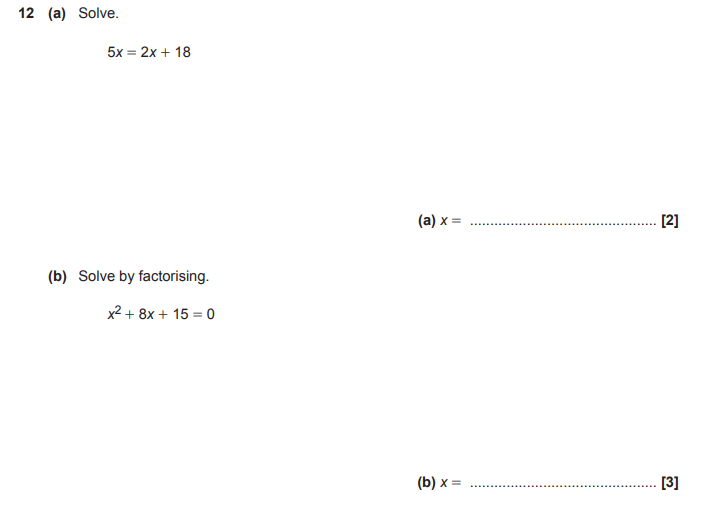 12 (a) Solve.
5x = 2x + 18
(a) x = .............................................. [2]
(b) Solve by factorising.
x² + 8x + 15 = 0
(b) x = .............................................. [3]